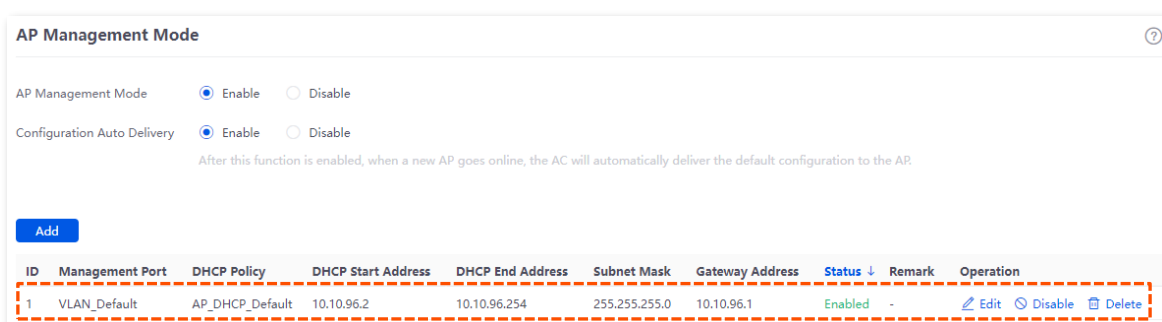 AP Management Mode
?
AP Management Mode Enable Disable
Configuration Auto Delivery Enable Disable
After this function is enabled, when a new AP goes online, the AC will automatically deliver the default configuration to the AP.
Add
ID Management Port DHCP Policy DHCP Start Address DHCP End Address Subnet Mask Gateway Address Status ↓ Remark Operation
1 VLAN_Default AP_DHCP_Default 10.10.96.2 10.10.96.254 255.255.255.0 10.10.96.1 Enabled - Edit Disable Delete